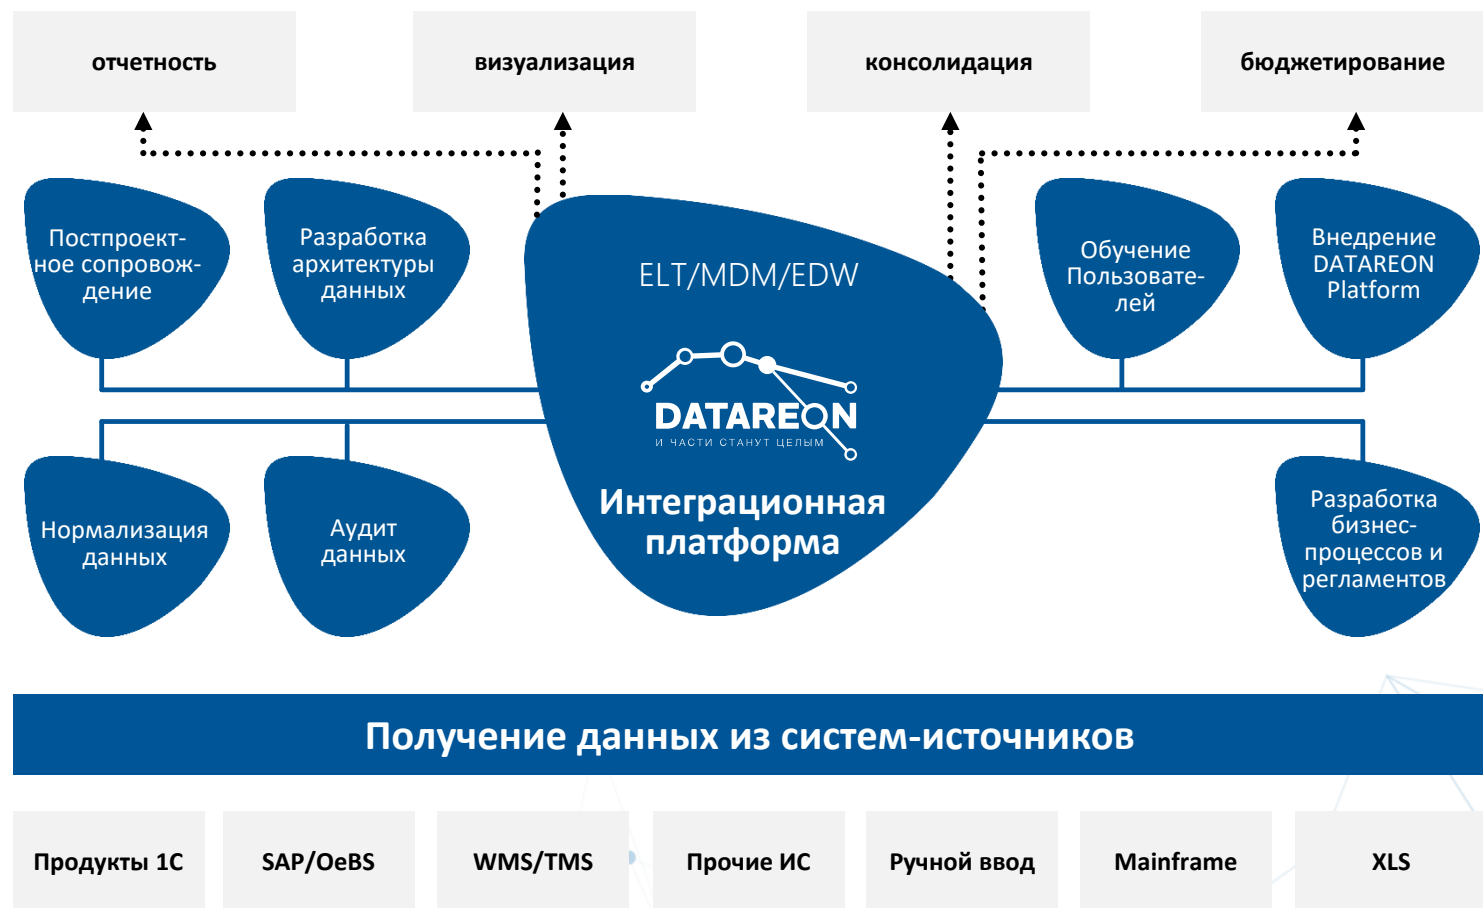 отчетность
визуализация
консолидация
бюджетирование
Постпроект-
ное сопровож-
дение
Разработка
архитектуры
данных
ELT/MDM/EDW
DATAREON
И ЧАСТИ СТАНУТ ЦЕЛЫМ
Интеграционная
платформа
Обучение
Пользовате-
лей
Внедрение
DATAREON
Platform
Нормализация
данных
Аудит
данных
Разработка
бизнес-
процессов и
регламентов
Получение данных из систем-источников
Продукты 1С
SAP/OeBS
WMS/TMS
Прочие ИС
Ручной ввод
Mainframe
XLS